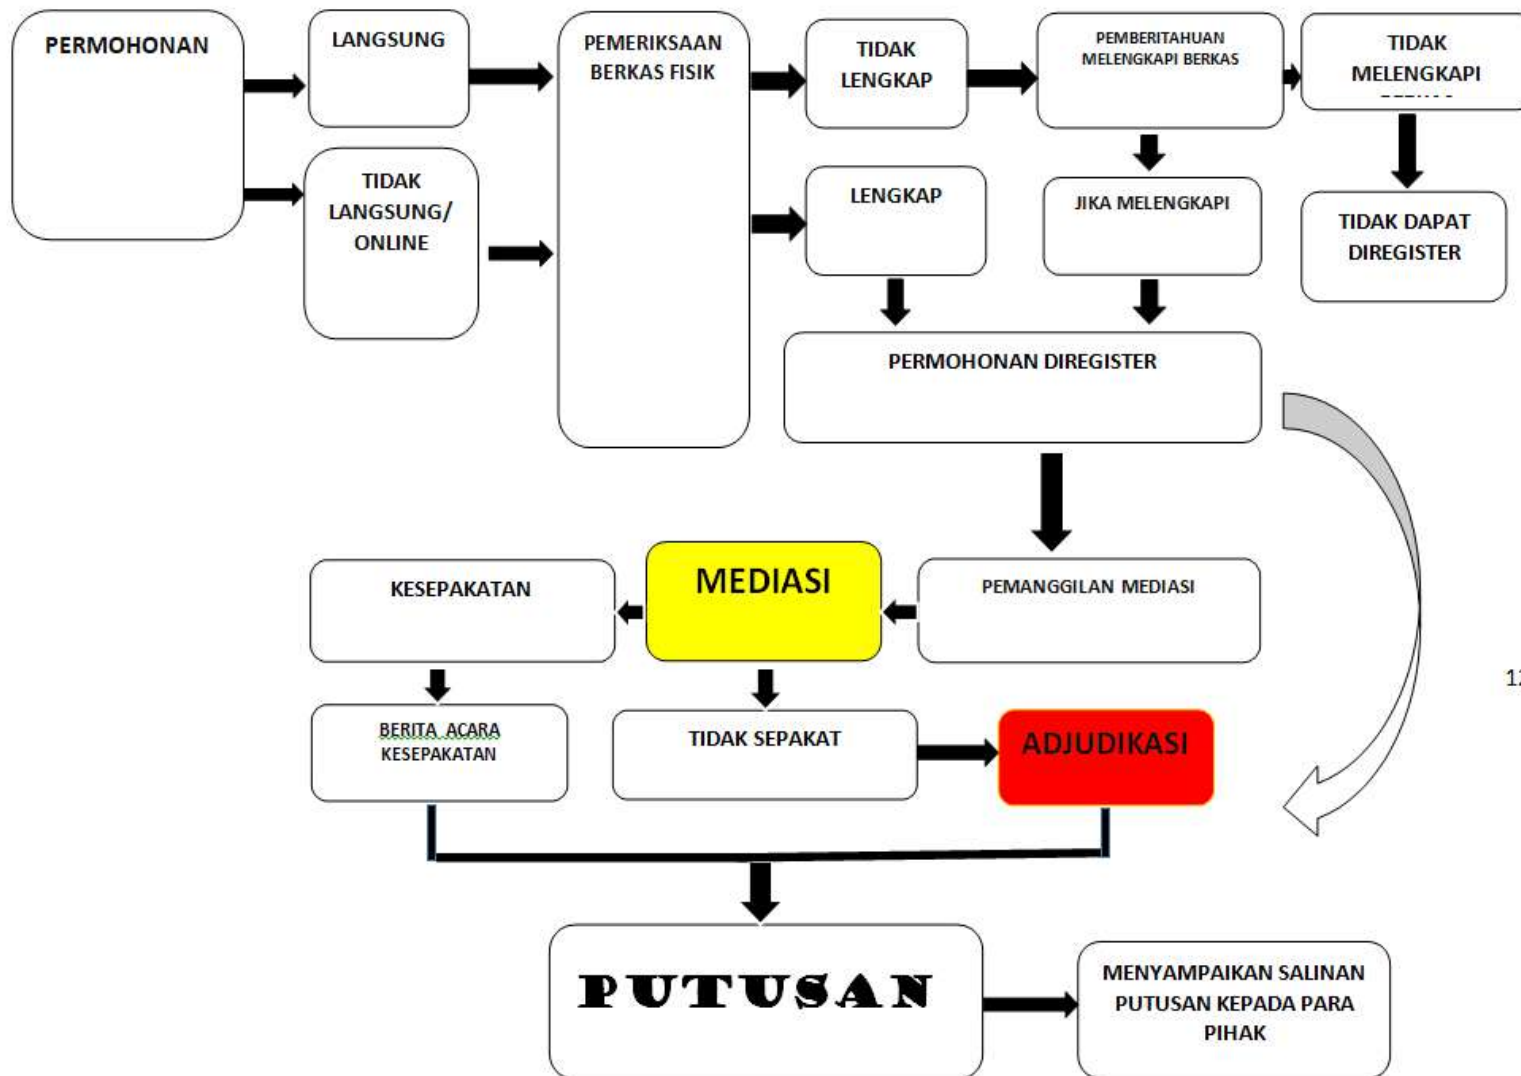 PERMOHONAN
LANGSUNG
TIDAK
LANGSUNG/
ONLINE
PEMERIKSAAN
BERKAS FISIK
TIDAK
LENGKAP
LENGKAP
PEMBERITAHUAN
MELENGKAPI BERKAS
JIKA MELENGKAPI
TIDAK
MELENGKAPI
TIDAK DAPAT
DIREGISTER
PERMOHONAN DIREGISTER
PEMANGGILAN MEDIASI
MEDIASI
KESEPAKATAN
BERITA ACARA
KESEPAKATAN
TIDAK SEPAKAT
ADJUDIKASI
PUTUSAN
MENYAMPAIKAN SALINAN
PUTUSAN KEPADA PARA
PIHAK